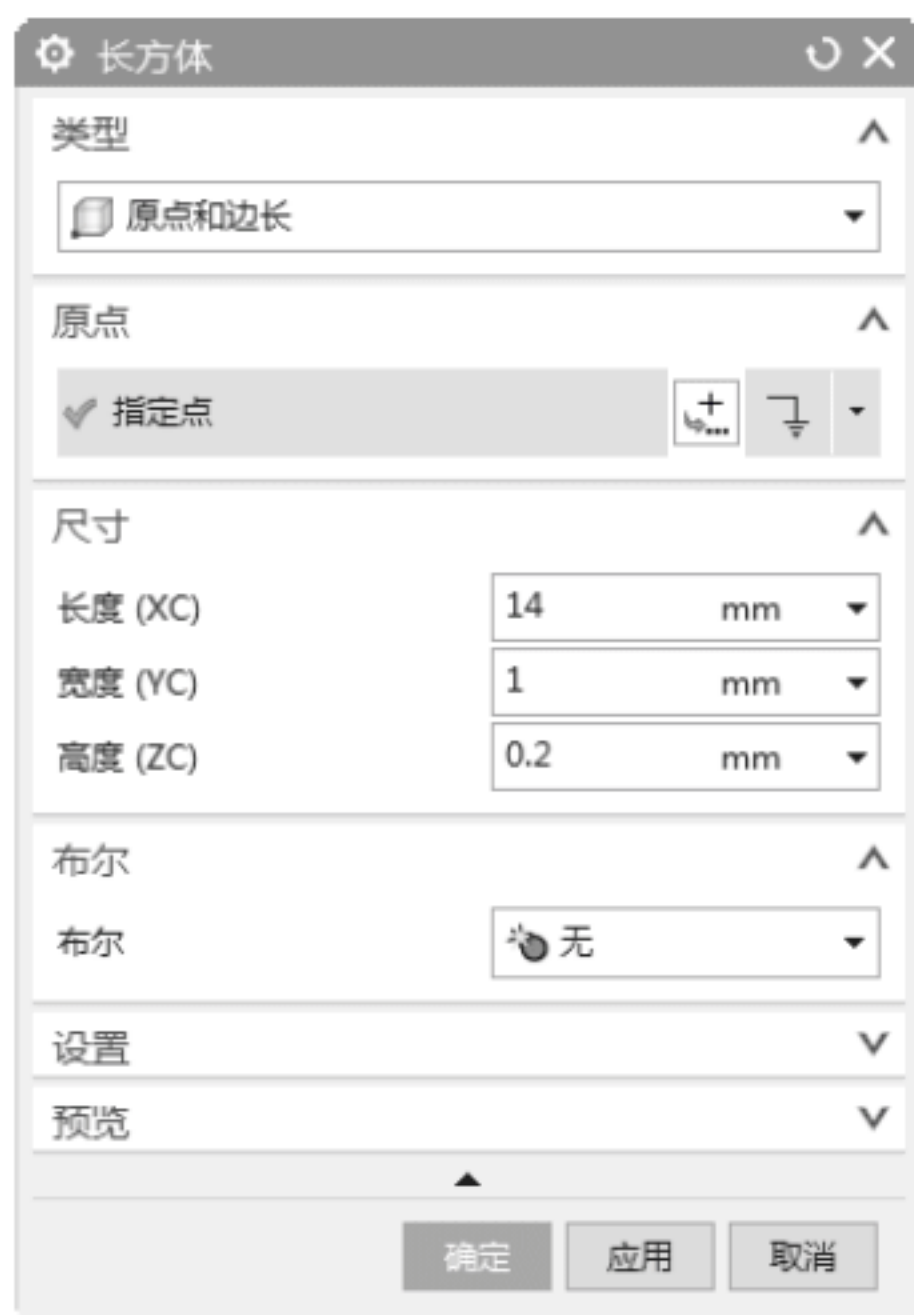 长方体
类型
原点和边长
原点
指定点
尺寸
长度 (XC) 14 mm
宽度 (YC) 1 mm
高度 (ZC) 0.2 mm
布尔
布尔 无
设置
预览
确定 应用 取消